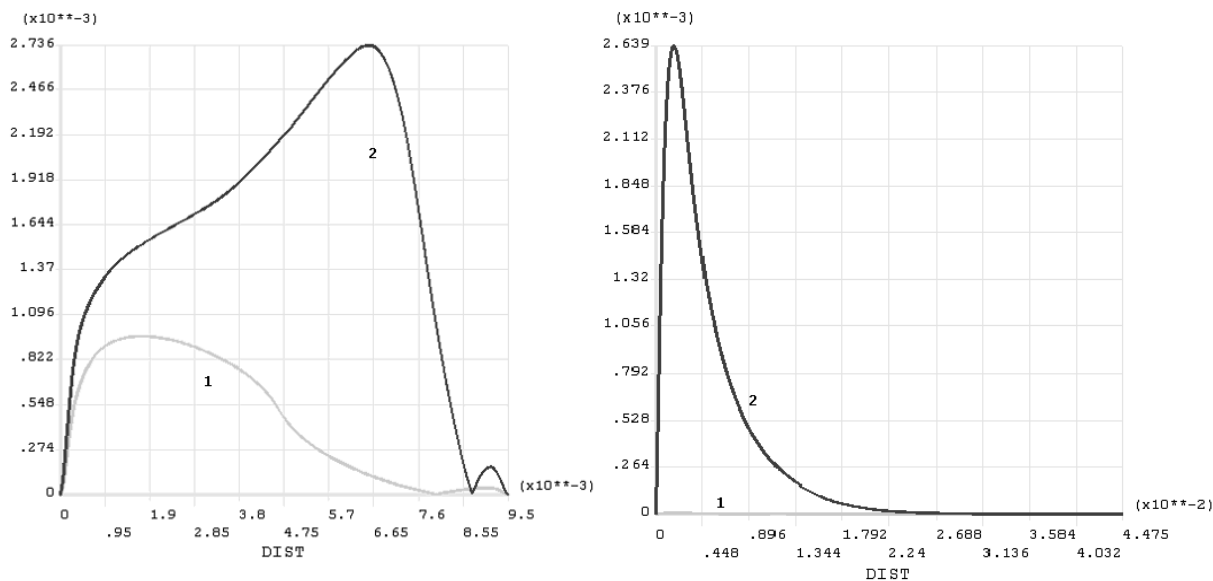 (x10**-3)
2.736
2.466
2.192
1.918
1.644
1.37
1.096
.822
.548
.274
0
2
1
(x10**-3)
0 1.9 3.8 5.7 7.6 9.5
.95 2.85 4.75 6.65 8.55
DIST
(x10**-3)
2.639
2.376
2.112
1.848
1.584
1.32
1.056
.792
.528
.264
0
2
1
(x10**-2)
0 .896 1.792 2.688 3.584 4.475
.448 1.344 2.24 3.136 4.032
DIST